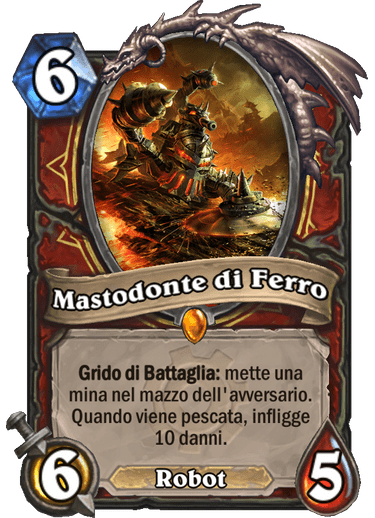 6
Mastodonte di Ferro
Grido di Battaglia: mette una
mina nel mazzo dell'avversario.
Quando viene pescata, infligge
10 danni.
6
Robot
5